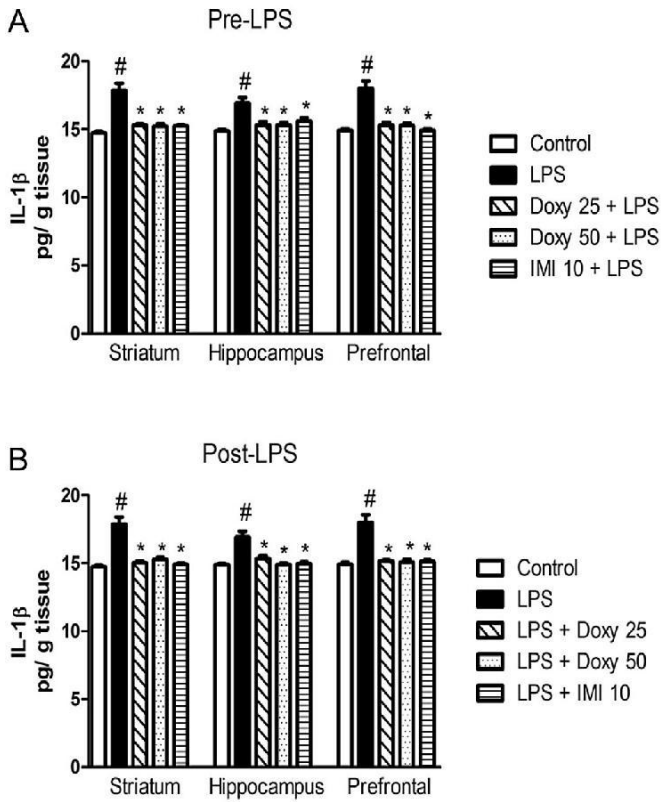 A
Pre-LPS
IL-1β
pg/ g tissue
20
15
10
5
0
#
* * *
#
* * *
#
* * *
Striatum
Hippocampus
Prefrontal
Control
LPS
Doxy 25 + LPS
Doxy 50 + LPS
IMI 10 + LPS
B
Post-LPS
IL-1β
pg/ g tissue
20
15
10
5
0
#
* * *
#
* * *
#
* * *
Striatum
Hippocampus
Prefrontal
Control
LPS
LPS + Doxy 25
LPS + Doxy 50
LPS + IMI 10